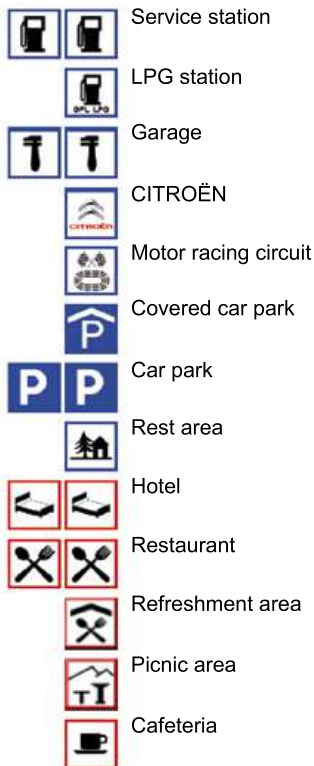 Service station
LPG station
GPL LPG
Garage
CITROËN
CITROËN
Motor racing circuit
P
Covered car park
P P
Car park
Rest area
Hotel
Restaurant
Refreshment area
Picnic area
Cafeteria